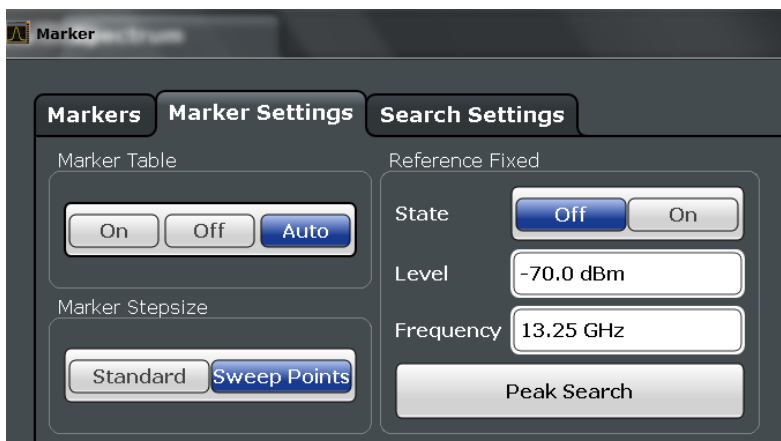 Marker
Markers Marker Settings Search Settings
Marker Table
On Off Auto
Marker Stepsize
Standard Sweep Points
Reference Fixed
State Off On
Level -70.0 dBm
Frequency 13.25 GHz
Peak Search